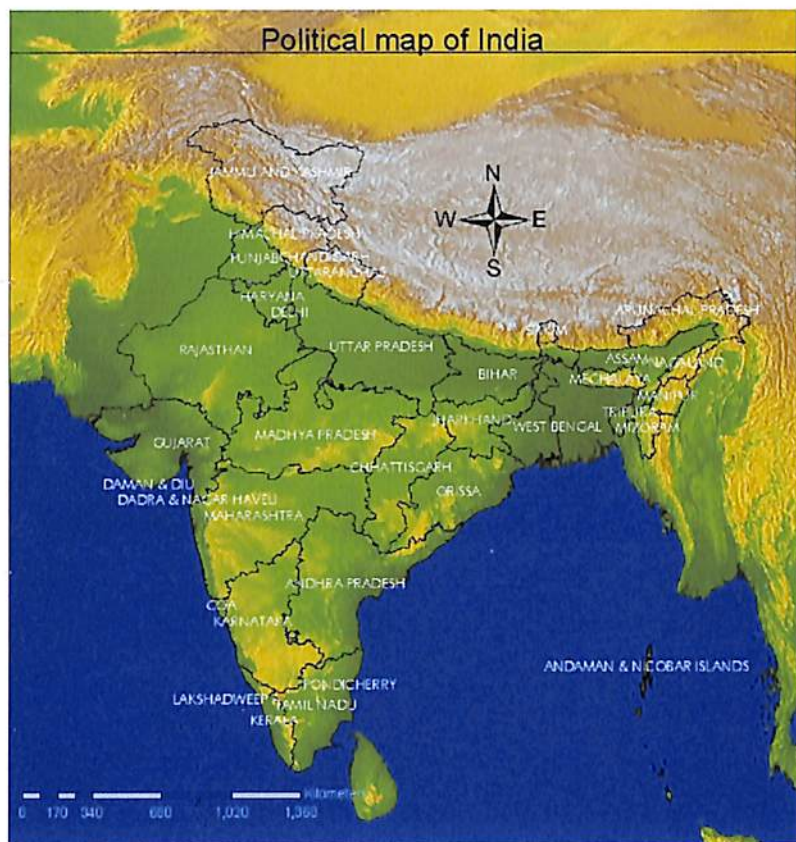 Political map of India
N
W E
S
JAMMU AND KASHMIR
HIMACHAL PRADESH
PUNJAB CHANDIGARH
HARYANA
DELHI
ARUNACHAL PRADESH
RAJASTHAN
UTTAR PRADESH
BIHAR
ASSAM NAGALAND
MECHALAYA
MANIPUR
TRIPURA
MIZORAM
GUJARAT
MADHYA PRADESH
JHARKHAND
WEST BENGAL
CHHATTISGARH
ORISSA
DAMAN & DIU
DADRA & NAGAR HAVELI
MAHARASHTRA
ANDHRA PRADESH
GOA
KARNATAKA
ANDAMAN & NICOBAR ISLANDS
LAKSHADWEEP
PONDICHERRY
TAMIL NADU
KERALA
Kilometers
0 170 340 680 1,020 1,360